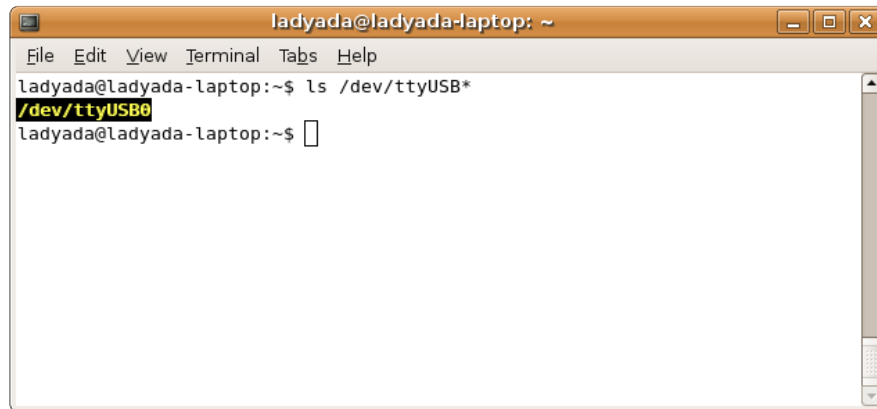 ladyada@ladyada-laptop: ~
File Edit View Terminal Tabs Help
ladyada@ladyada-laptop:~$ ls /dev/ttyUSB*
/dev/ttyUSB0
ladyada@ladyada-laptop:~$